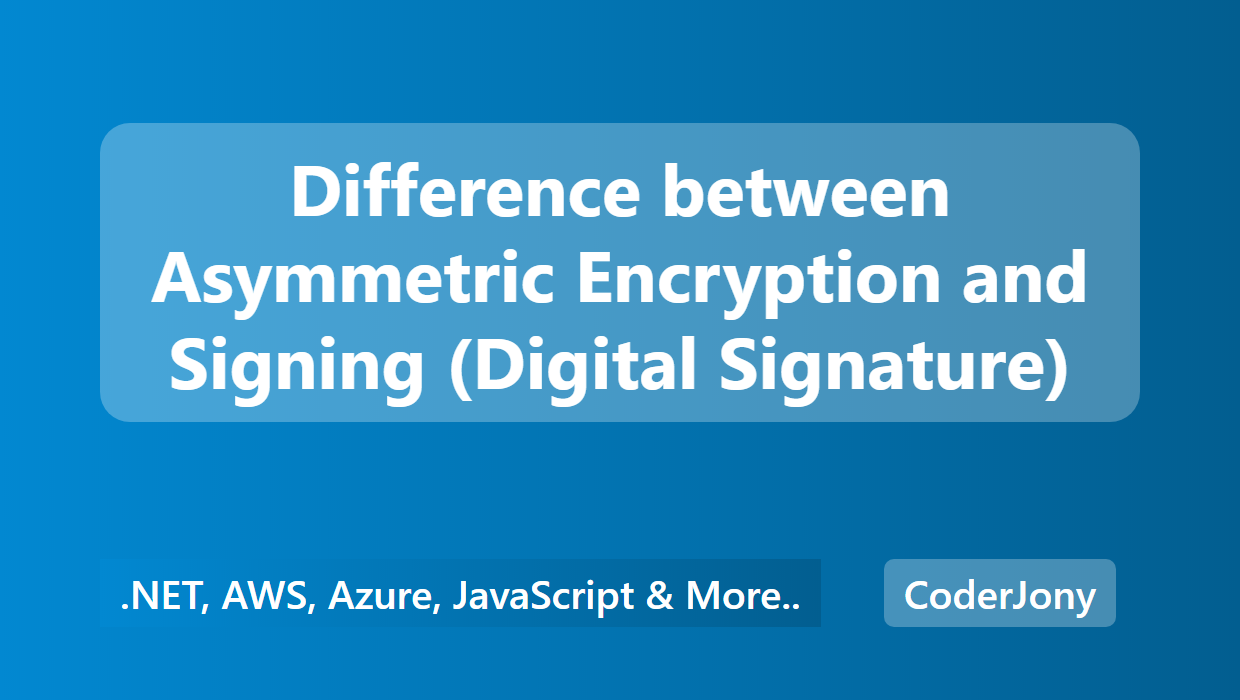 Difference between
Asymmetric Encryption and
Signing (Digital Signature)
.NET, AWS, Azure, JavaScript & More..
CoderJony